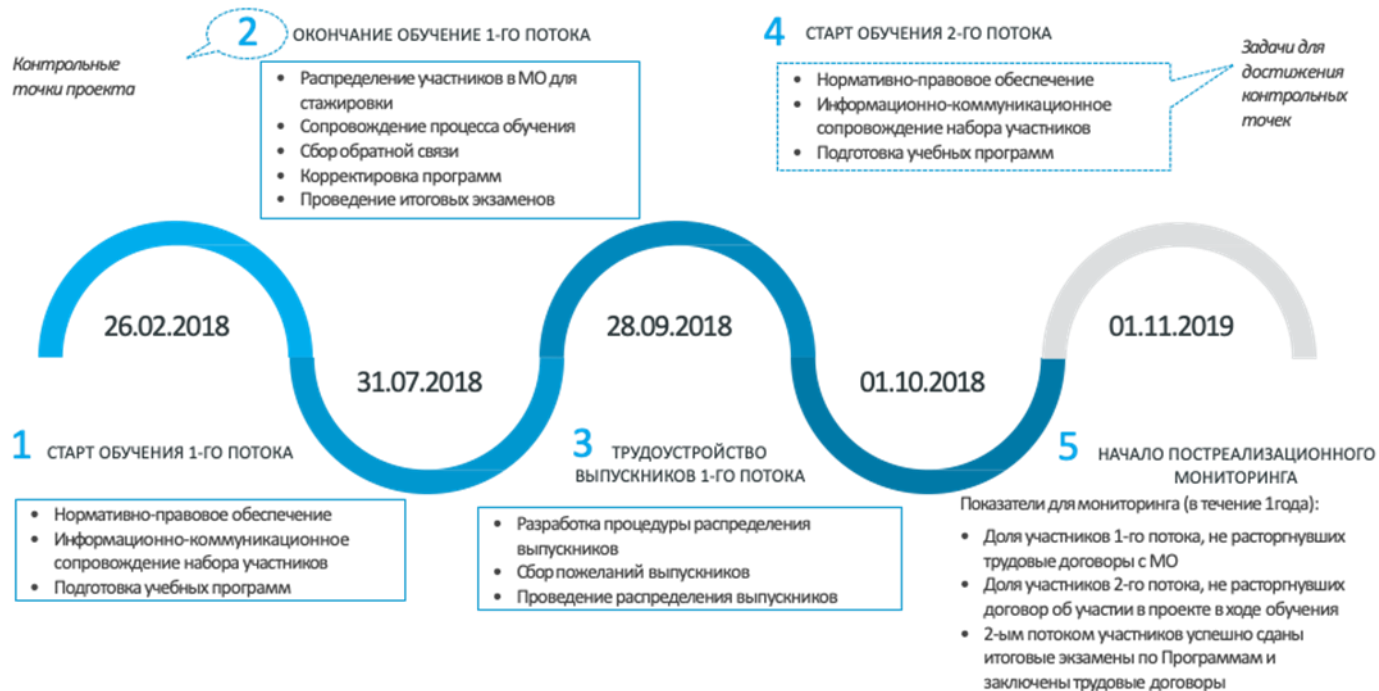 2 ОКОНЧАНИЕ ОБУЧЕНИЕ 1-ГО ПОТОКА
Контрольные
точки проекта
• Распределение участников в МО для
стажировки
• Сопровождение процесса обучения
• Сбор обратной связи
• Корректировка программ
• Проведение итоговых экзаменов
4 СТАРТ ОБУЧЕНИЯ 2-ГО ПОТОКА
• Нормативно-правовое обеспечение
• Информационно-коммуникационное
сопровождение набора участников
• Подготовка учебных программ
Задачи для
достижения
контрольных
точек
26.02.2018
31.07.2018
28.09.2018
01.10.2018
01.11.2019
1 СТАРТ ОБУЧЕНИЯ 1-ГО ПОТОКА
• Нормативно-правовое обеспечение
• Информационно-коммуникационное
сопровождение набора участников
• Подготовка учебных программ
3 ТРУДОУСТРОЙСТВО
ВЫПУСКНИКОВ 1-ГО ПОТОКА
• Разработка процедуры распределения
выпускников
• Сбор пожеланий выпускников
• Проведение распределения выпускников
5 НАЧАЛО ПОСТРЕАЛИЗАЦИОННОГО
МОНИТОРИНГА
Показатели для мониторинга (в течение 1года):
• Доля участников 1-го потока, не расторгнувших
трудовые договоры с МО
• Доля участников 2-го потока, не расторгнувших
договор об участии в проекте в ходе обучения
• 2-ым потоком участников успешно сданы
итоговые экзамены по Программам и
заключены трудовые договоры